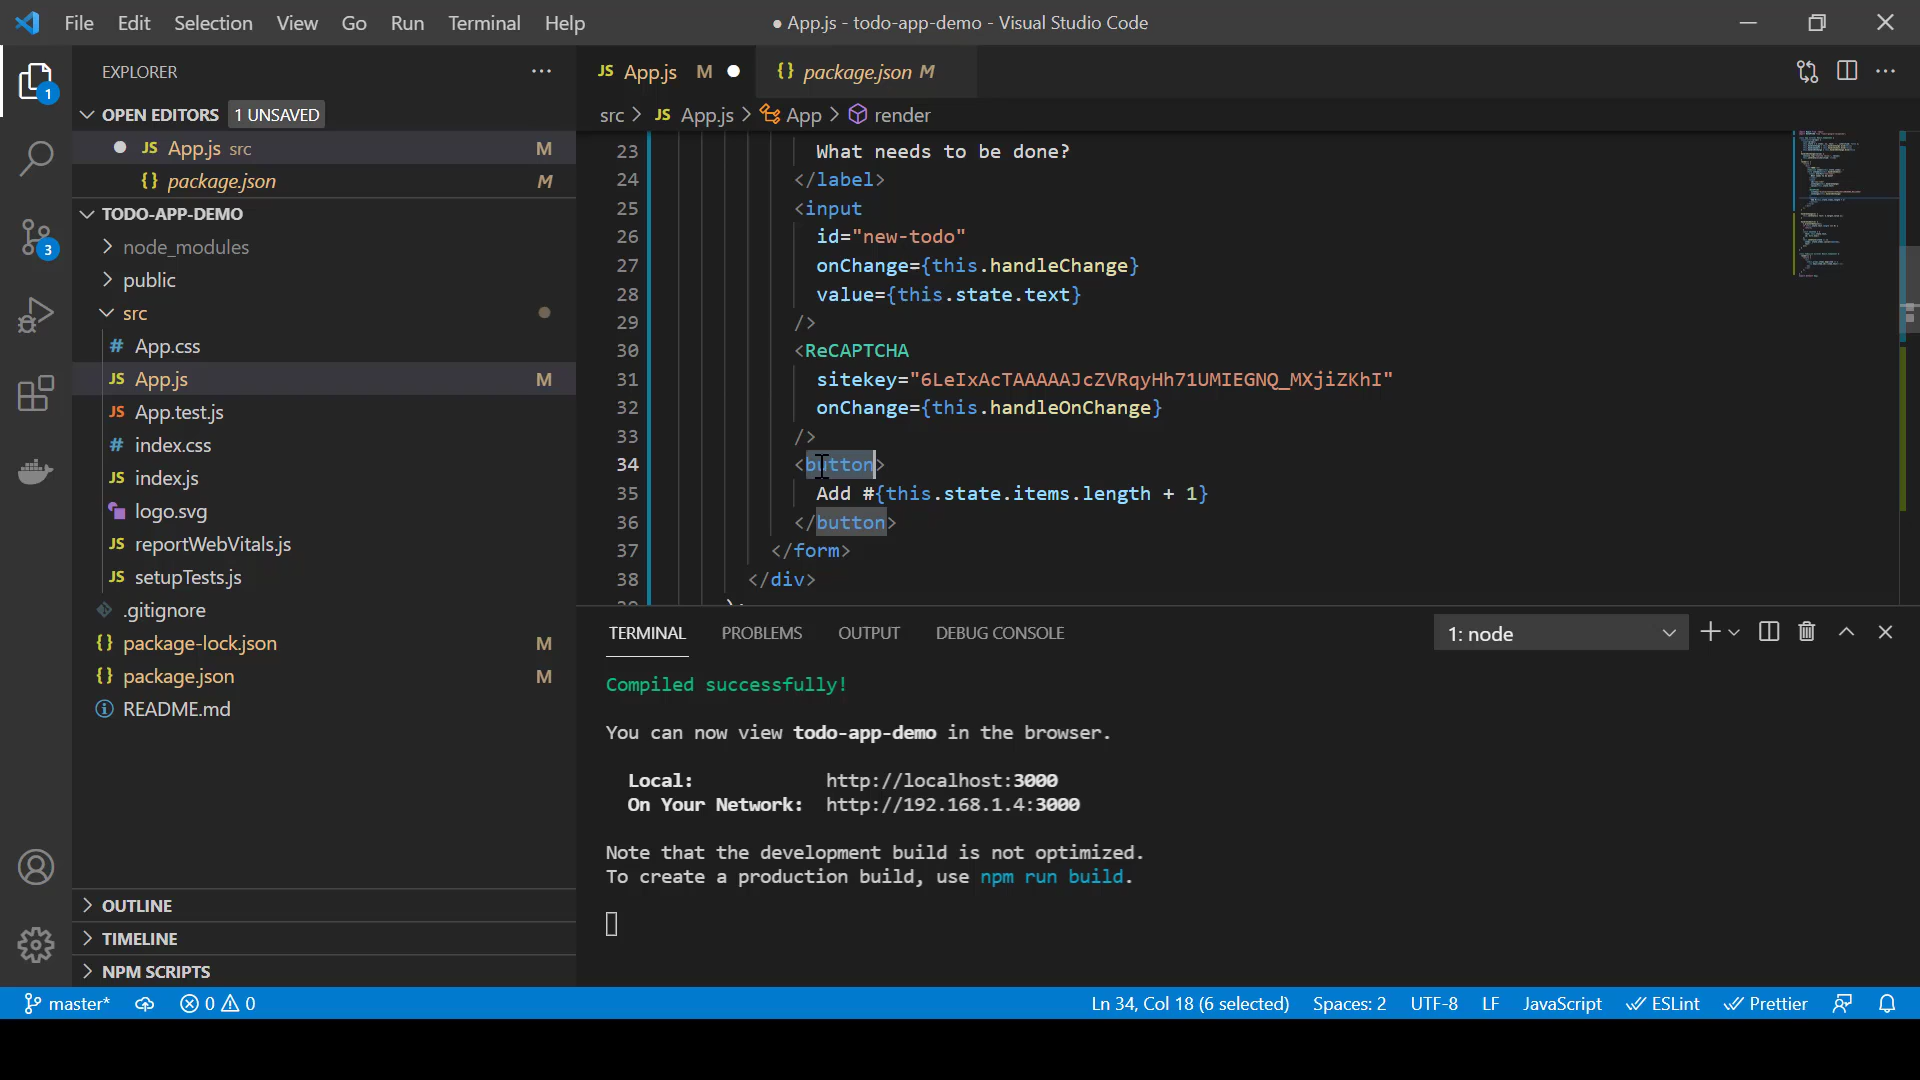 File Edit Selection View Go Run Terminal Help
● App.js - todo-app-demo - Visual Studio Code
EXPLORER
1
3
OPEN EDITORS 1 UNSAVED
JS App.js src M
{} package.json M
TODO-APP-DEMO
node_modules
public
src
# App.css
JS App.js M
JS App.test.js
# index.css
JS index.js
logo.svg
JS reportWebVitals.js
JS setupTests.js
.gitignore
{} package-lock.json M
{} package.json M
README.md
OUTLINE
TIMELINE
NPM SCRIPTS
JS App.js M
{} package.json M
src > JS App.js > App > render
23 What needs to be done?
24 </label>
25 <input
26 id="new-todo"
27 onChange={this.handleChange}
28 value={this.state.text}
29 />
30 <ReCAPTCHA
31 sitekey="6LeIxAcTAAAAAJcZVRqyHh71UMIEGNQ_MXjiZKhI"
32 onChange={this.handleOnChange}
33 />
34 <button>
35 Add #{this.state.items.length + 1}
36 </button>
37 </form>
38 </div>
TERMINAL PROBLEMS OUTPUT DEBUG CONSOLE
1: node
Compiled successfully!
You can now view todo-app-demo in the browser.
Local: http://localhost:3000
On Your Network: http://192.168.1.4:3000
Note that the development build is not optimized.
To create a production build, use npm run build.
master* 0 0
Ln 34, Col 18 (6 selected) Spaces: 2 UTF-8 LF JavaScript ESLint Prettier